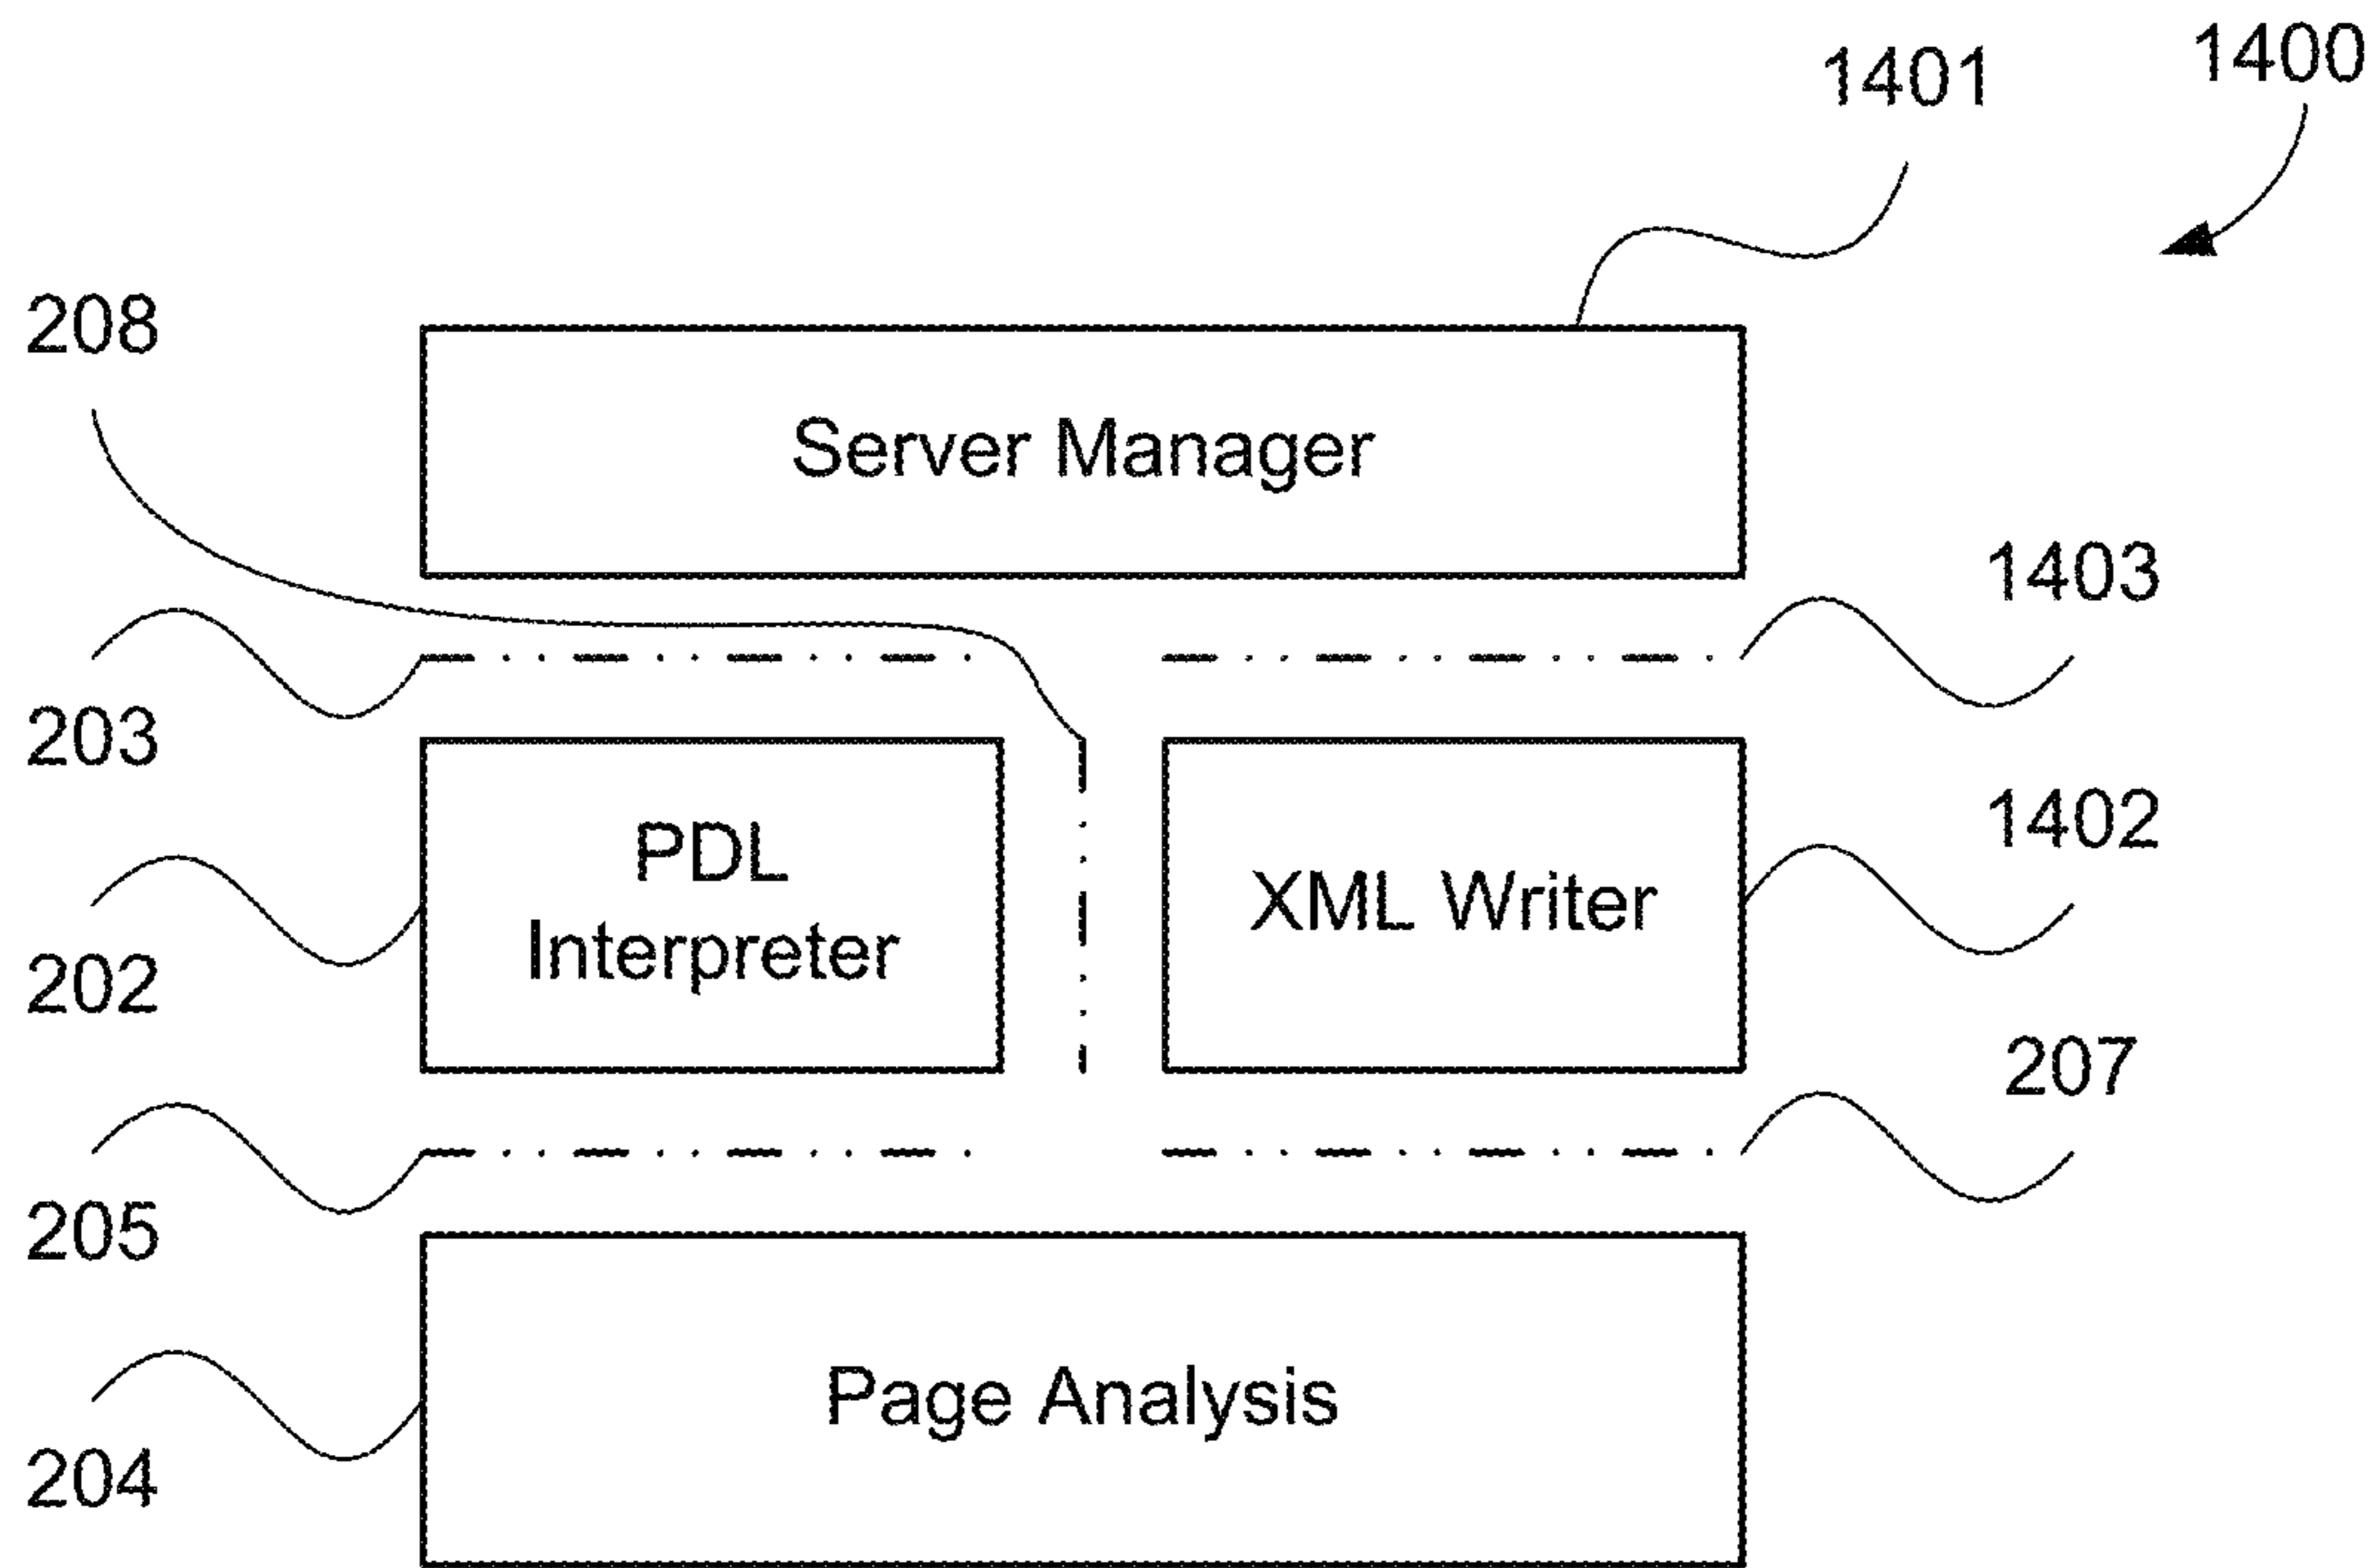 1400
1401
208
Server Manager
1403
203
PDL
Interpreter
XML Writer
1402
202
207
205
Page Analysis
204